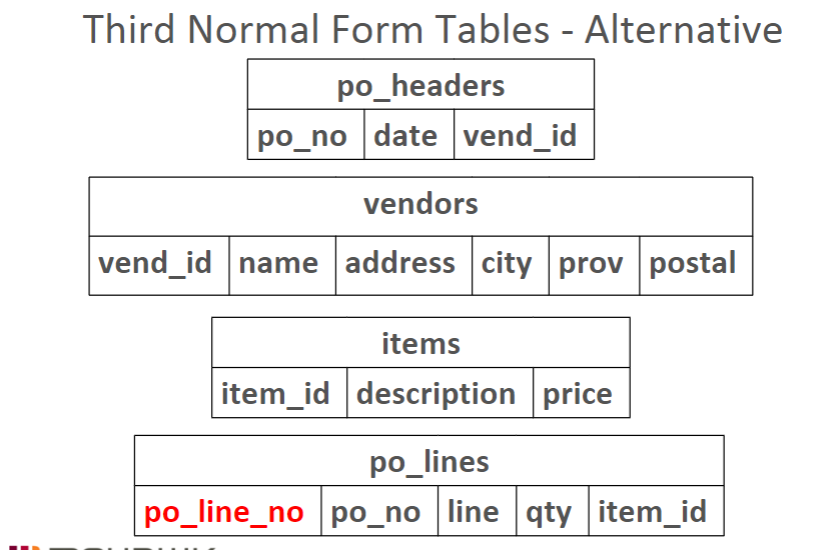 Third Normal Form Tables - Alternative
po_headers
po_no date vend_id
vendors
vend_id name address city prov postal
items
item_id description price
po_lines
po_line_no po_no line qty item_id